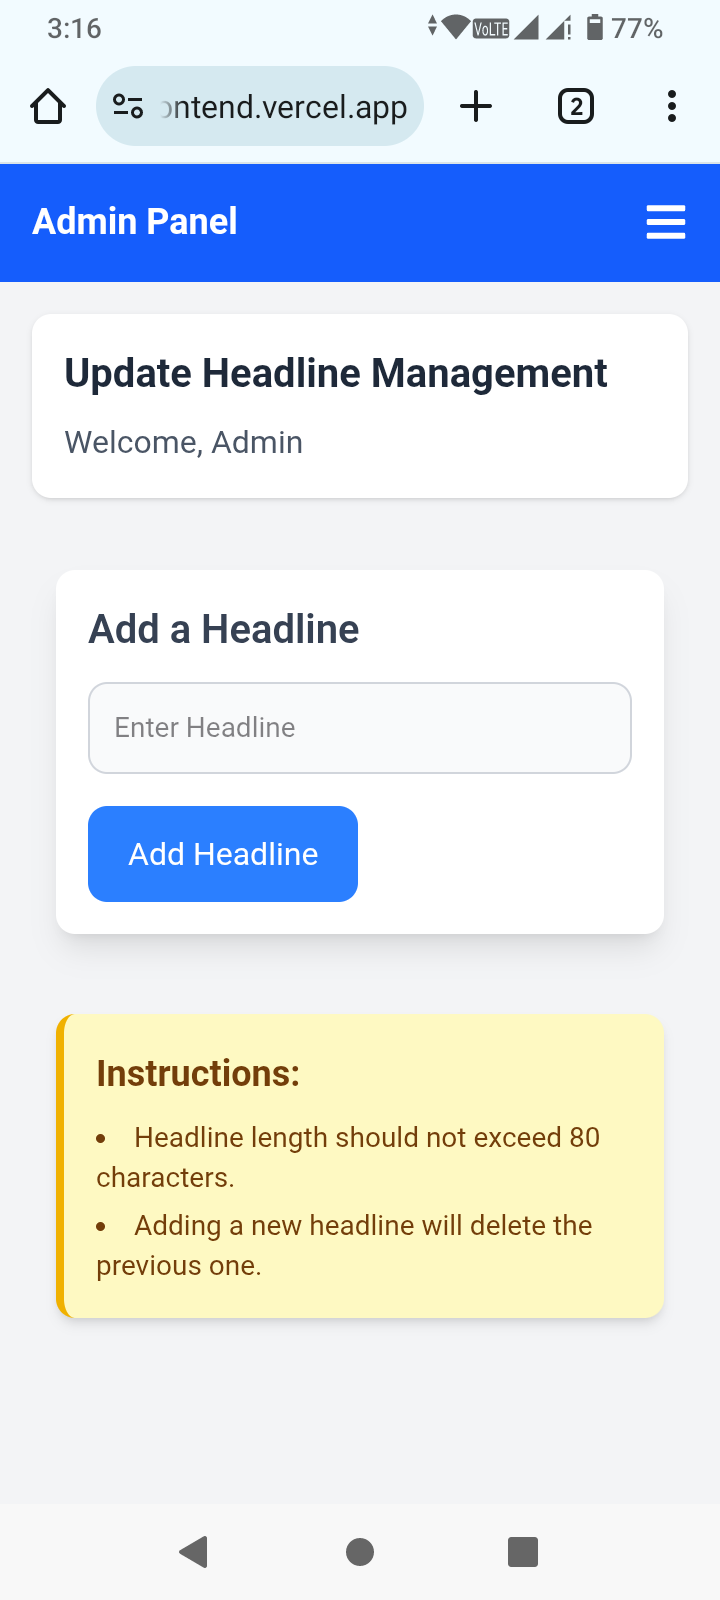 3:16
VoLTE
77%
ntend.vercel.app
2
Admin Panel
Update Headline Management
Welcome, Admin
Add a Headline
Enter Headline
Add Headline
Instructions:
• Headline length should not exceed 80
characters.
• Adding a new headline will delete the
previous one.